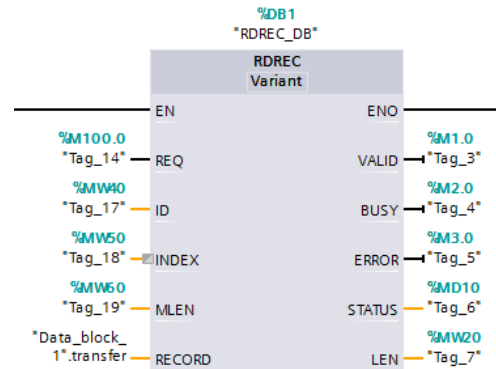 %DB1
"RDREC_DB"
RDREC
Variant
EN
ENO
%M100.0
"Tag_14"
REQ
%M1.0
VALID
"Tag_3"
%MW40
"Tag_17"
ID
%M2.0
BUSY
"Tag_4"
%MW50
"Tag_18"
INDEX
%M3.0
ERROR
"Tag_5"
%MW60
"Tag_19"
MLEN
%MD10
STATUS
"Tag_6"
"Data_block_
1".transfer
RECORD
%MW20
LEN
"Tag_7"